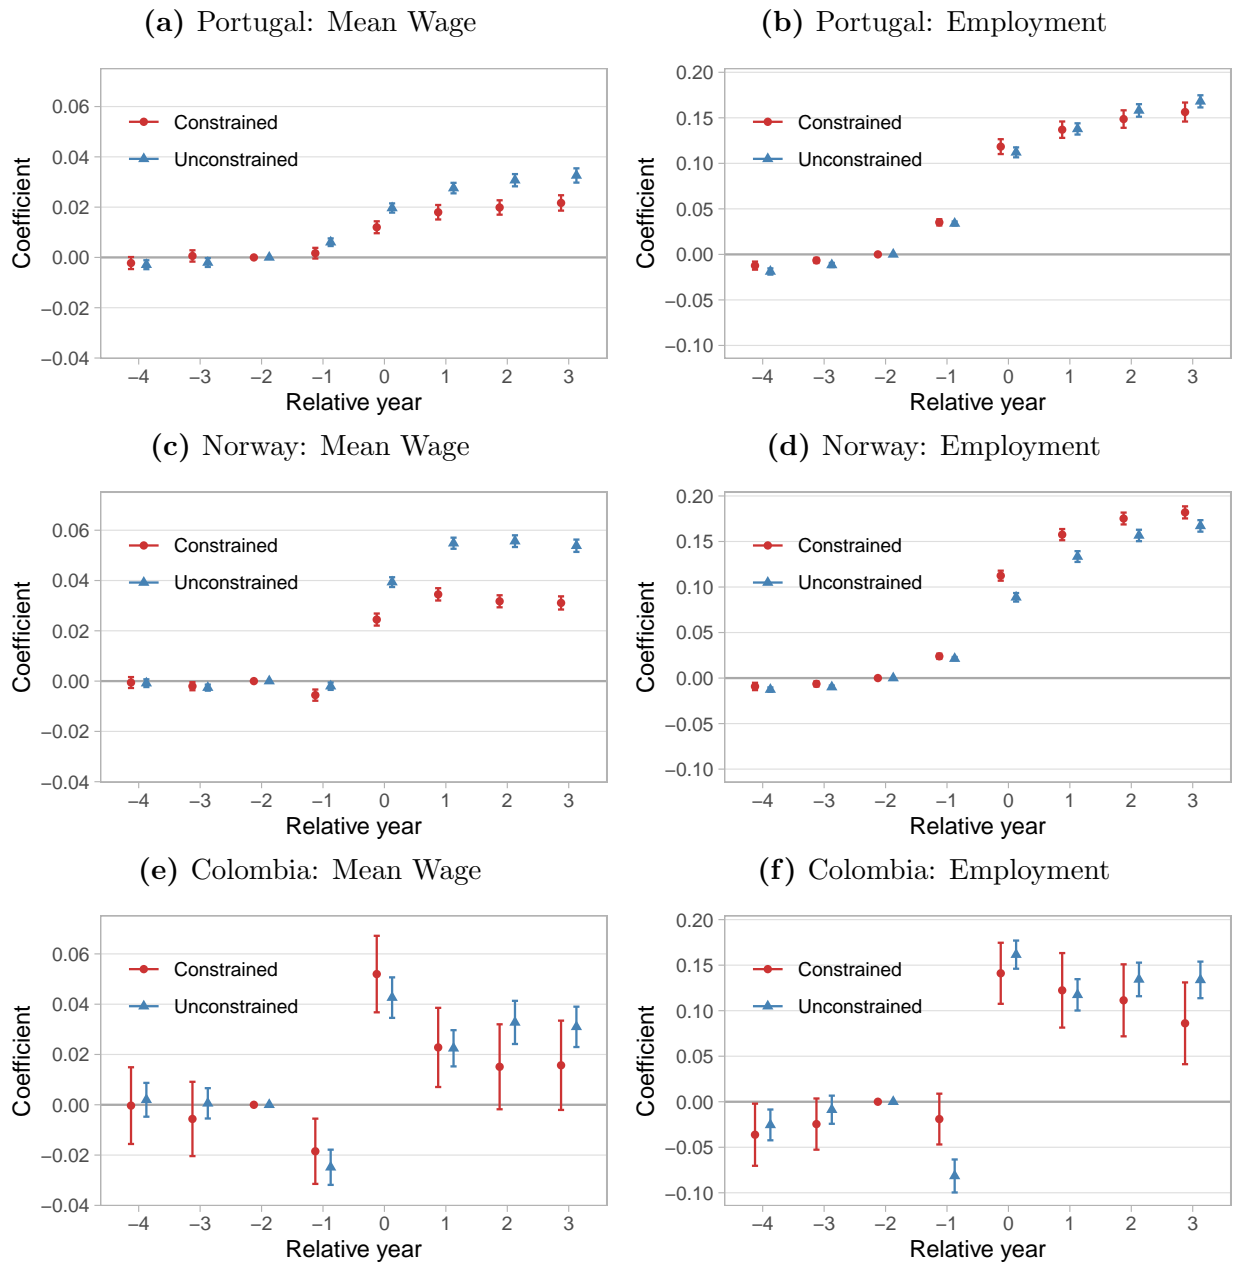 (a) Portugal: Mean Wage
0.06
0.04
0.02
0.00
−0.02
−0.04
Coefficient
Constrained
Unconstrained
−4 −3 −2 −1 0 1 2 3
Relative year
(b) Portugal: Employment
0.20
0.15
0.10
0.05
0.00
−0.05
−0.10
Coefficient
Constrained
Unconstrained
−4 −3 −2 −1 0 1 2 3
Relative year
(c) Norway: Mean Wage
0.06
0.04
0.02
0.00
−0.02
−0.04
Coefficient
Constrained
Unconstrained
−4 −3 −2 −1 0 1 2 3
Relative year
(d) Norway: Employment
0.20
0.15
0.10
0.05
0.00
−0.05
−0.10
Coefficient
Constrained
Unconstrained
−4 −3 −2 −1 0 1 2 3
Relative year
(e) Colombia: Mean Wage
0.06
0.04
0.02
0.00
−0.02
−0.04
Coefficient
Constrained
Unconstrained
−4 −3 −2 −1 0 1 2 3
Relative year
(f) Colombia: Employment
0.20
0.15
0.10
0.05
0.00
−0.05
−0.10
Coefficient
Constrained
Unconstrained
−4 −3 −2 −1 0 1 2 3
Relative year